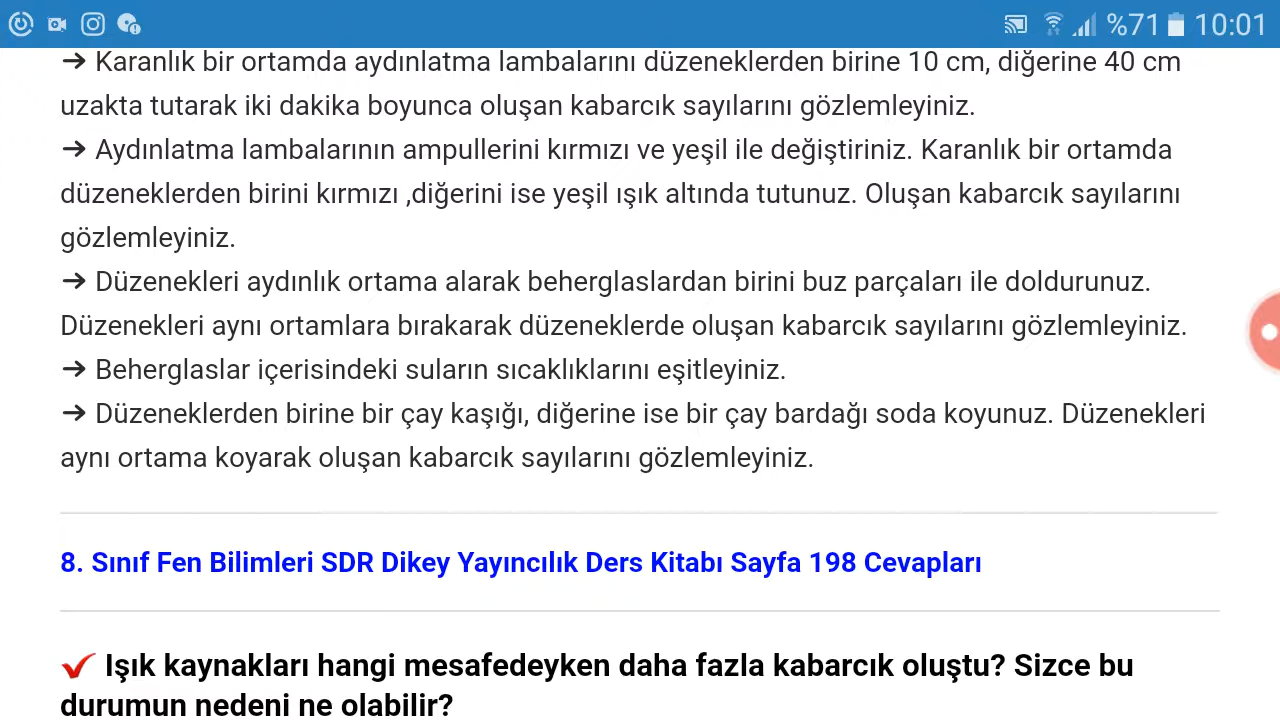 %71 10:01
→ Karanlık bir ortamda aydınlatma lambalarını düzeneklerden birine 10 cm, diğerine 40 cm
uzakta tutarak iki dakika boyunca oluşan kabarcık sayılarını gözlemleyiniz.
→ Aydınlatma lambalarının ampullerini kırmızı ve yeşil ile değiştiriniz. Karanlık bir ortamda
düzeneklerden birini kırmızı ,diğerini ise yeşil ışık altında tutunuz. Oluşan kabarcık sayılarını
gözlemleyiniz.
→ Düzenekleri aydınlık ortama alarak beherglaslardan birini buz parçaları ile doldurunuz.
Düzenekleri aynı ortamlara bırakarak düzeneklerde oluşan kabarcık sayılarını gözlemleyiniz.
→ Beherglaslar içerisindeki suların sıcaklıklarını eşitleyiniz.
→ Düzeneklerden birine bir çay kaşığı, diğerine ise bir çay bardağı soda koyunuz. Düzenekleri
aynı ortama koyarak oluşan kabarcık sayılarını gözlemleyiniz.
8. Sınıf Fen Bilimleri SDR Dikey Yayıncılık Ders Kitabı Sayfa 198 Cevapları
Işık kaynakları hangi mesafedeyken daha fazla kabarcık oluştu? Sizce bu
durumun nedeni ne olabilir?